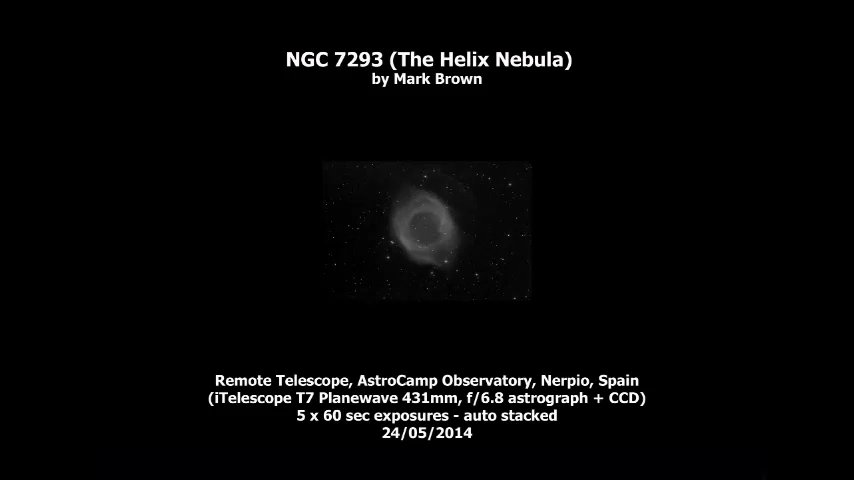 NGC 7293 (The Helix Nebula)
by Mark Brown
Remote Telescope, AstroCamp Observatory, Nerpio, Spain
(iTelescope T7 Planewave 431mm, f/6.8 astrograph + CCD)
5 x 60 sec exposures - auto stacked
24/05/2014